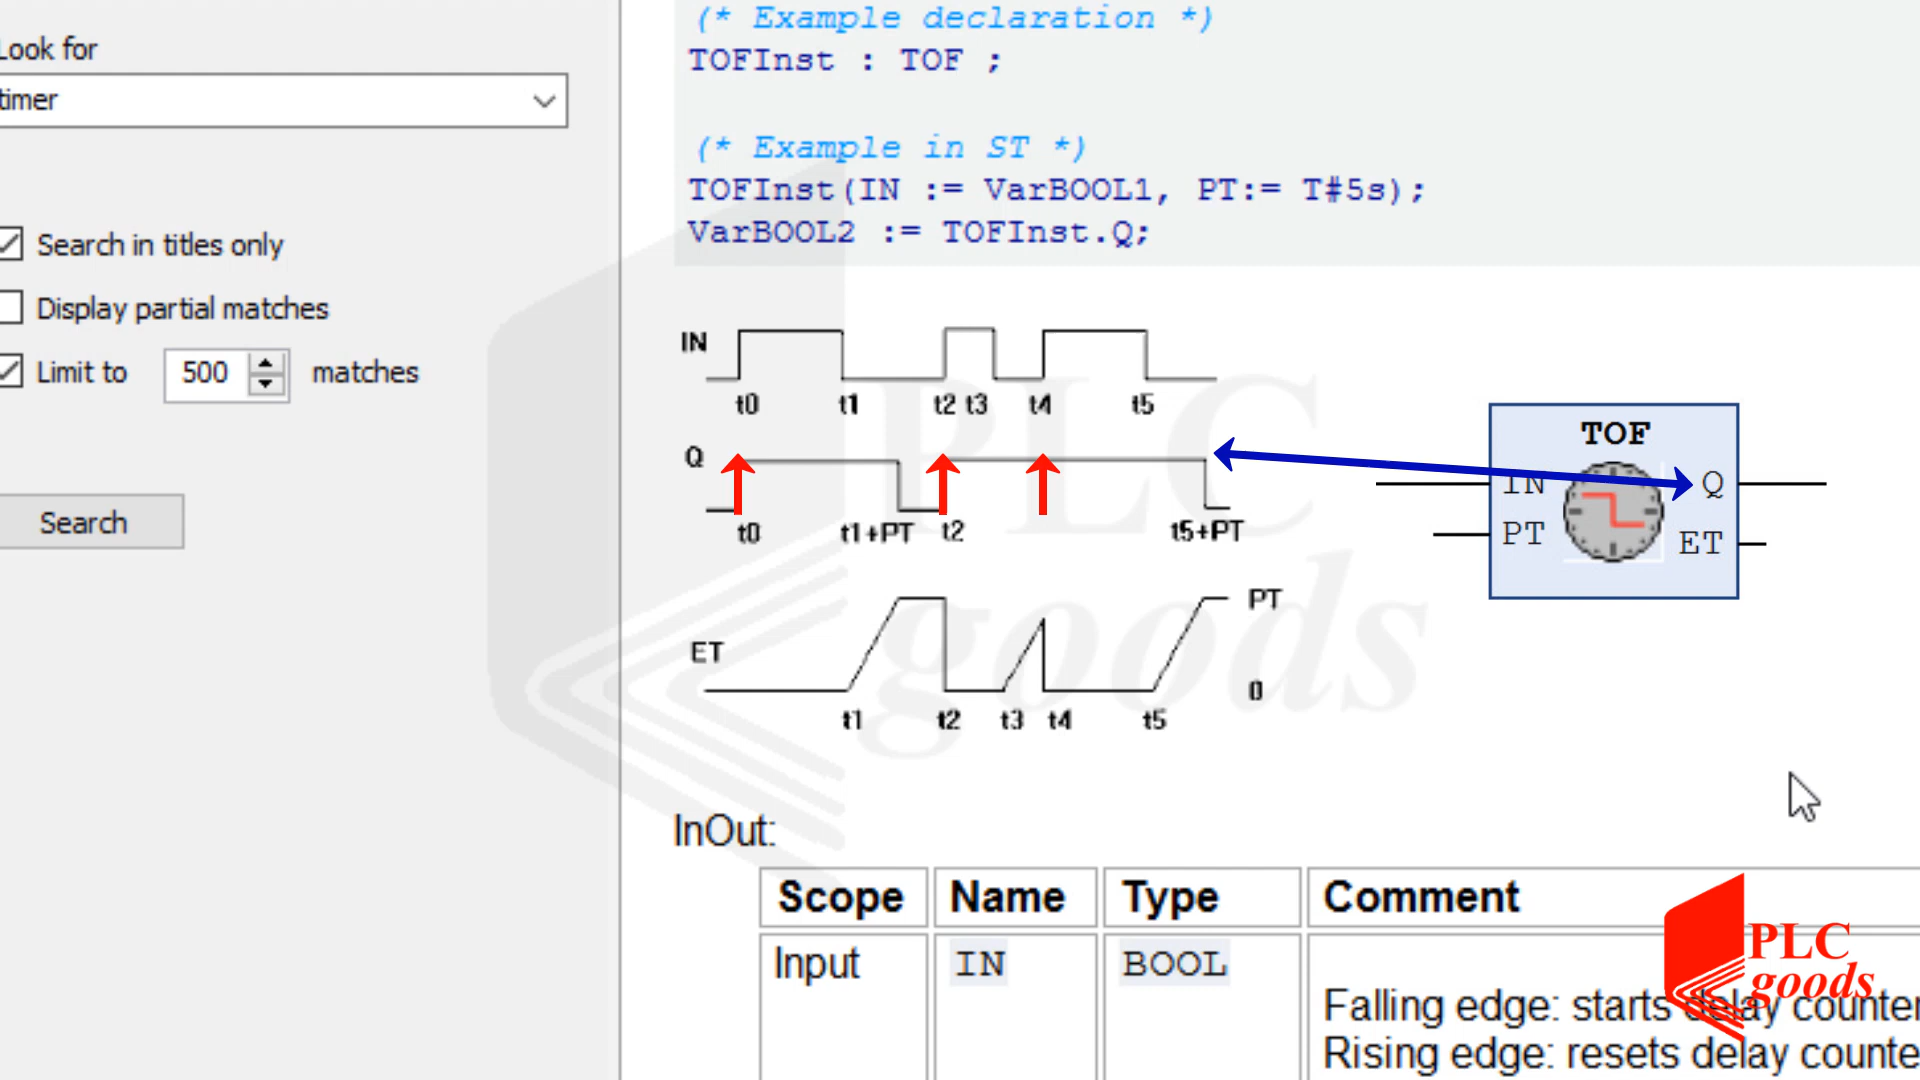 Look for
timer
Search in titles only
Display partial matches
Limit to 500 matches
Search
(* Example declaration *)
TOFInst : TOF ;
(* Example in ST *)
TOFInst(IN := VarBOOL1, PT:= T#5s);
VarBOOL2 := TOFInst.Q;
IN
t0 t1 t2 t3 t4 t5
Q
t0 t1+PT t2 t5+PT
ET PT
0
t1 t2 t3 t4 t5
TOF
IN Q
PT ET
PLC
goods
InOut:
Scope Name Type Comment
Input IN BOOL
Falling edge: starts delay counter
Rising edge: resets delay counte
PLC
goods